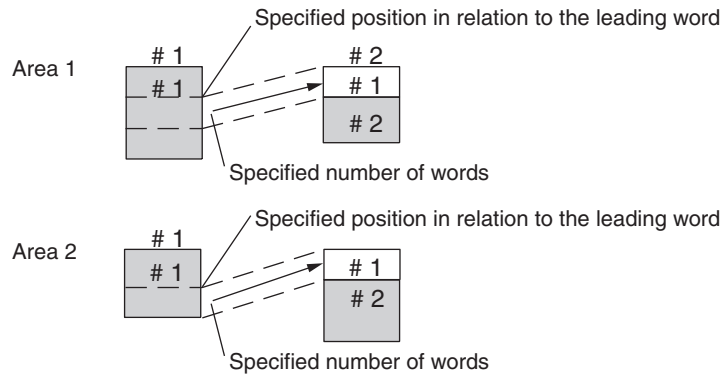 Specified position in relation to the leading word
Area 1
# 1
# 2
# 1
# 1
# 2
Specified number of words
Specified position in relation to the leading word
Area 2
# 1
# 1
# 1
# 2
Specified number of words